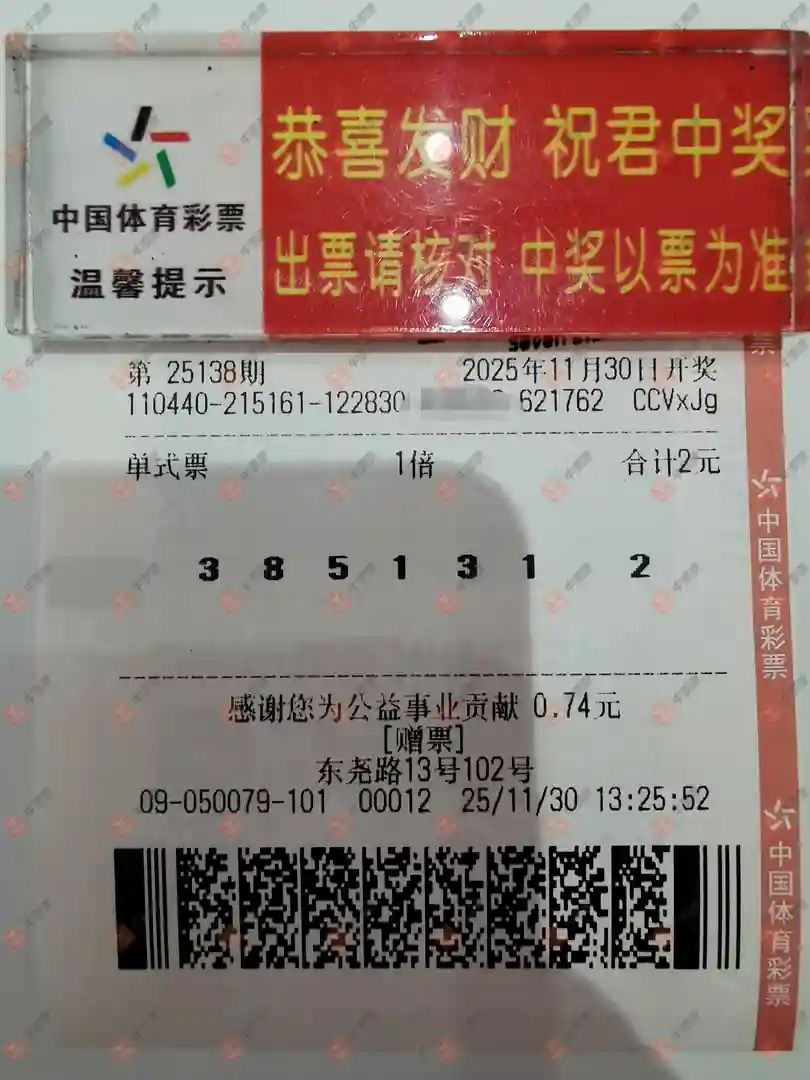 恭喜发财 祝君中奖
中国体育彩票
温馨提示
出票请核对 中奖以票为准
第 25138期 2025年11月30日开奖
110440-215161-122830 621762 CCVxJg
单式票 1倍 合计2元
3 8 5 1 3 1 2
感谢您为公益事业贡献 0.74元
[赠票]
东尧路13号102号
09-050079-101 00012 25/11/30 13:25:52
票
中国体育彩票
中国体育彩票